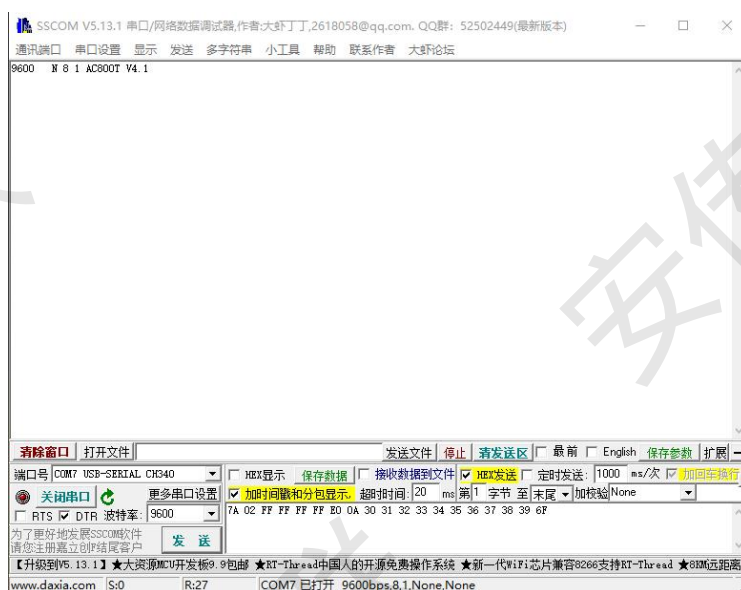 SSCOM V5.13.1 串口/网络数据调试器,作者:大虾丁丁,2618058@qq.com. QQ群: 52502449(最新版本)
通讯端口 串口设置 显示 发送 多字符串 小工具 帮助 联系作者 大虾论坛
9600 N 8 1 AC800T V4.1
清除窗口 打开文件 发送文件 停止 清发送区 最前 English 保存参数 扩展 —
端口号 COM7 USB-SERIAL CH340 HEX显示 保存数据 接收数据到文件 HEX发送 定时发送: 1000 ms/次 加回车换行
关闭串口 更多串口设置 加时间戳和分包显示. 超时时间: 20 ms 第 1 字节 至 末尾 加校验 None
RTS DTR 波特率: 9600 7A 02 FF FF FF FF E0 0A 30 31 32 33 34 35 36 37 38 39 6F
为了更好地发展SSCOM软件
请您注册嘉立创F结尾客户
发 送
【升级到V5.13.1】★大资源MCU开发板9.9包邮 ★RT-Thread中国人的开源免费操作系统 ★新一代WiFi芯片兼容8266支持RT-Thread ★8KM远距离
www.daxia.com S:0 R:27 COM7 已打开 9600bps,8,1,None,None
安信